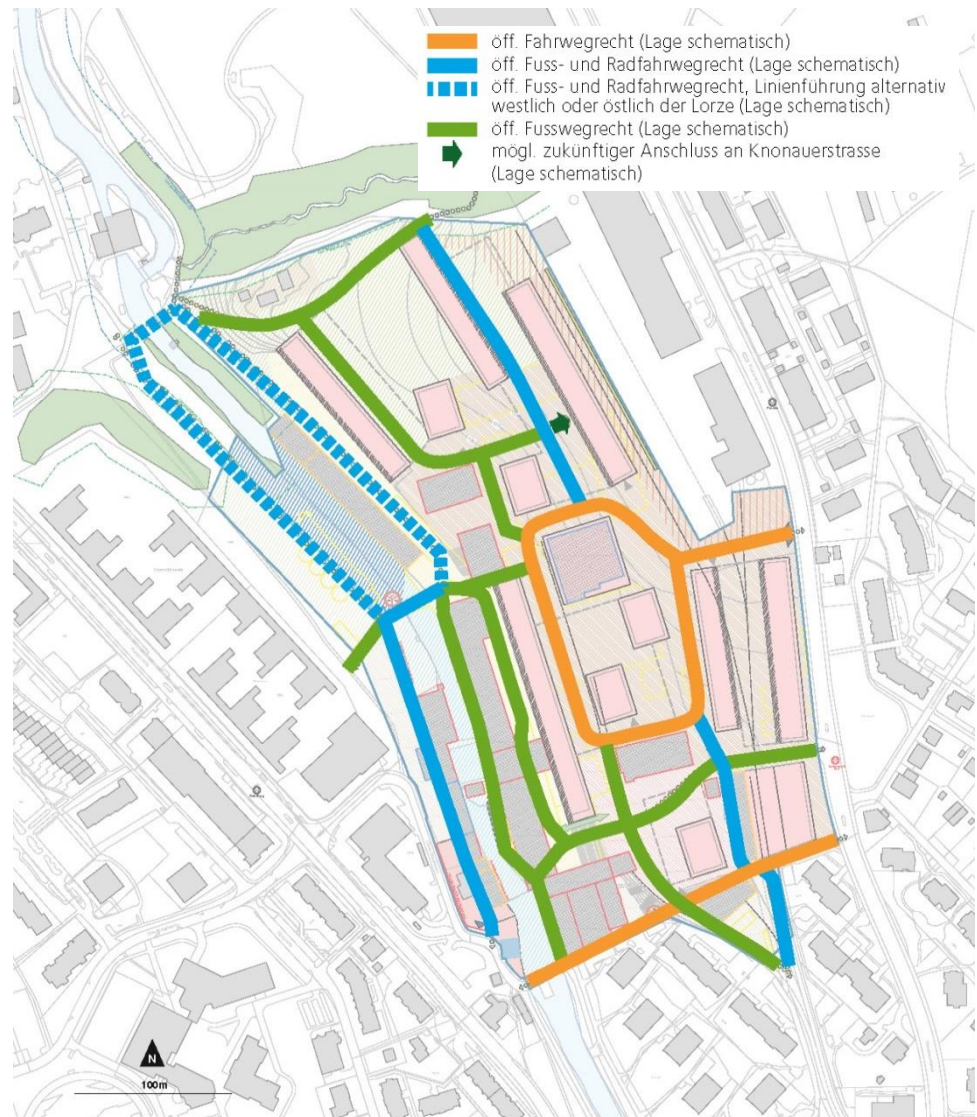 öff. Fahrwegrecht (Lage schematisch)
öff. Fuss- und Radfahrwegrecht (Lage schematisch)
öff. Fuss- und Radfahrwegrecht, Linienführung alternativ
westlich oder östlich der Lorze (Lage schematisch)
öff. Fusswegrecht (Lage schematisch)
mögl. zukünftiger Anschluss an Knonauerstrasse
(Lage schematisch)
N
100m